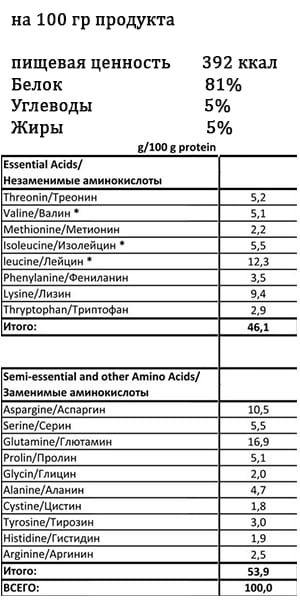 на 100 гр продукта
пищевая ценность 392 ккал
Белок 81%
Углеводы 5%
Жиры 5%
g/100 g protein
Essential Acids/
Незаменимые аминокислоты
Threonin/Треонин 5,2
Valine/Валин * 5,1
Methionine/Метионин 2,2
Isoleucine/Изолейцин * 5,5
leucine/Лейцин * 12,3
Phenylanine/Фениланин 3,5
Lysine/Лизин 9,4
Thryptophan/Триптофан 2,9
Итого: 46,1
Semi-essential and other Amino Acids/
Заменимые аминокислоты
Aspargine/Аспаргин 10,5
Serine/Серин 5,5
Glutamine/Глютамин 16,9
Prolin/Пролин 5,1
Glycin/Глицин 2,0
Alanine/Аланин 4,7
Cystine/Цистин 1,8
Tyrosine/Тирозин 3,0
Histidine/Гистидин 1,9
Arginine/Аргинин 2,5
Итого: 53,9
ВСЕГО: 100,0